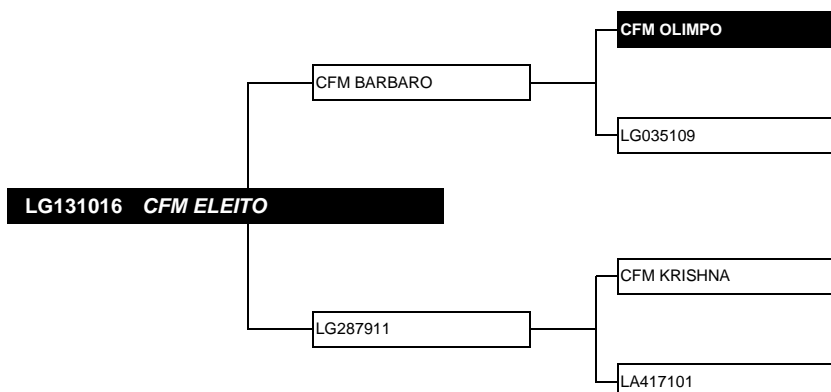 CFM OLIMPO
CFM BARBARO
LG035109
LG131016 CFM ELEITO
CFM KRISHNA
LG287911
LA417101